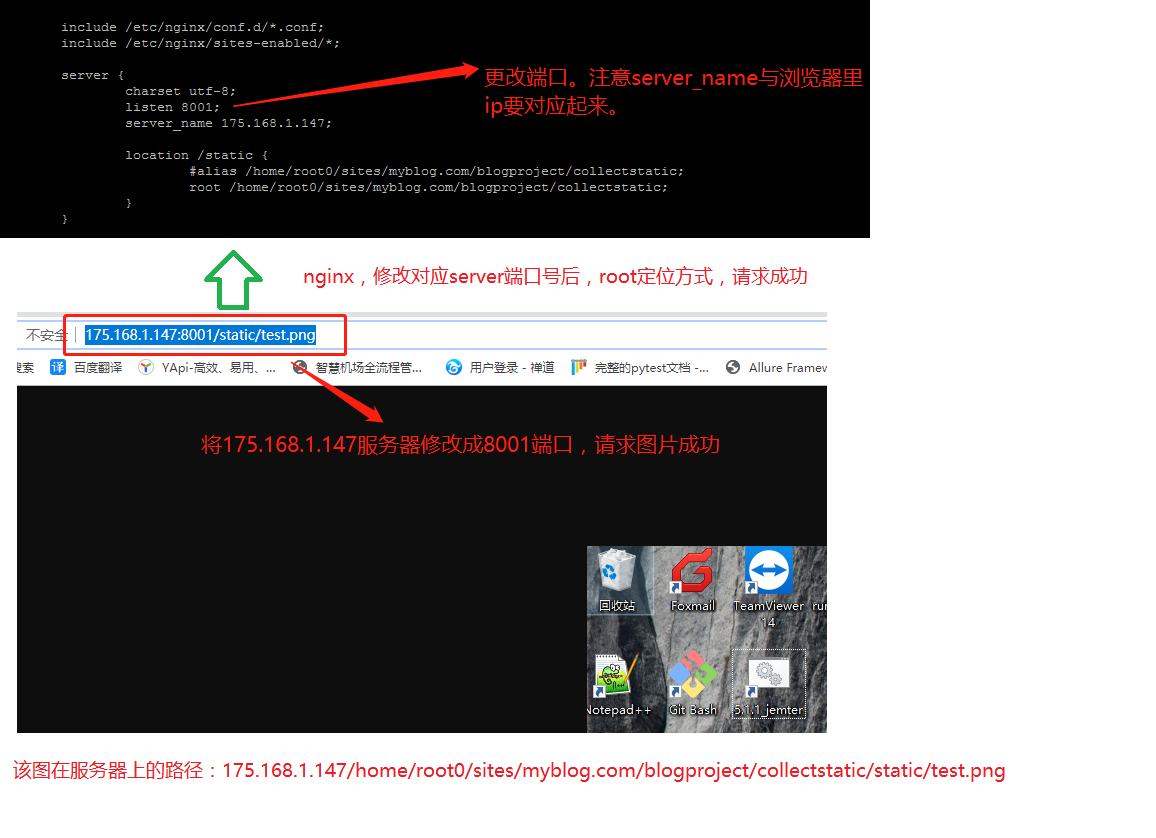 include /etc/nginx/conf.d/*.conf;
include /etc/nginx/sites-enabled/*;
server {
charset utf-8;
listen 8001;
server_name 175.168.1.147;
更改端口。注意server_name与浏览器里
ip要对应起来。
location /static {
#alias /home/root0/sites/myblog.com/blogproject/collectstatic;
root /home/root0/sites/myblog.com/blogproject/collectstatic;
}
}
nginx，修改对应server端口号后，root定位方式，请求成功
不安全 | 175.168.1.147:8001/static/test.png
搜索 译 百度翻译 YApi-高效、易用、... 智慧机场全流程管... 用户登录 - 禅道 完整的pytest文档 -... Allure Framew
将175.168.1.147服务器修改成8001端口，请求图片成功
回收站 Foxmail TeamViewer 14 rur
Notepad++ Git Bash 5.1.1_jemter
该图在服务器上的路径：175.168.1.147/home/root0/sites/myblog.com/blogproject/collectstatic/static/test.png